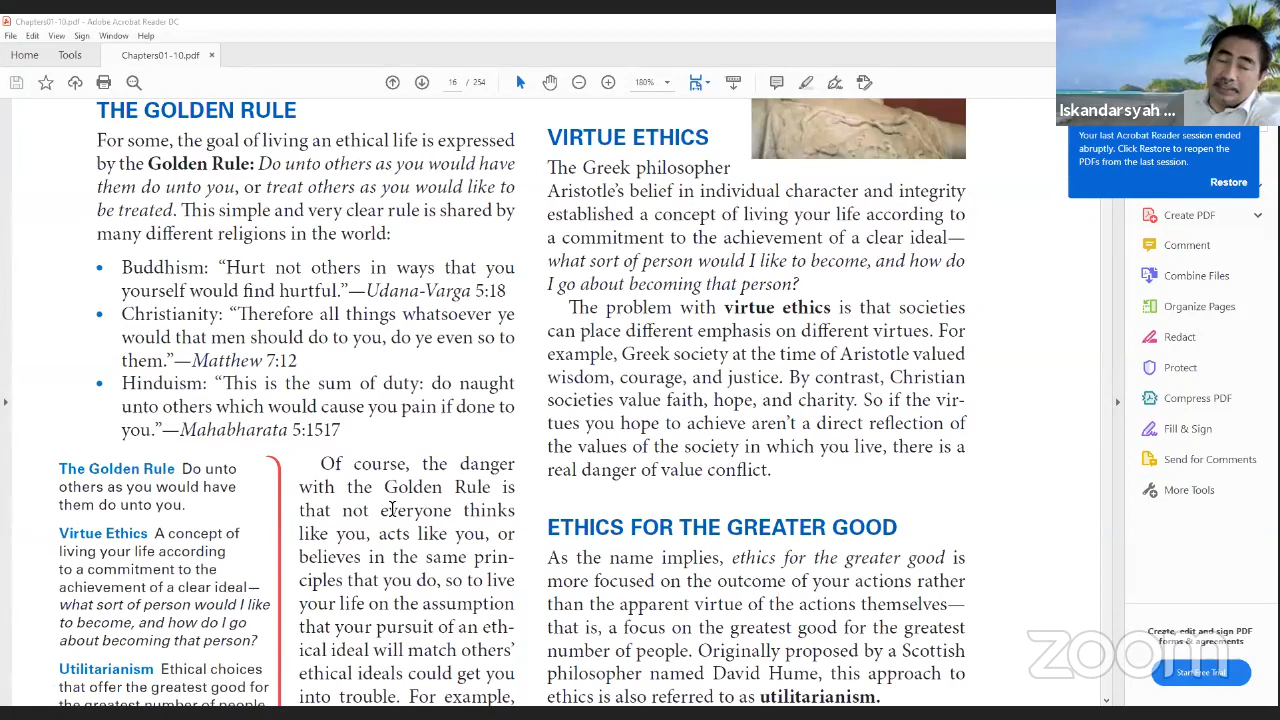 Chapters01-10.pdf - Adobe Acrobat Reader DC
File Edit View Sign Window Help
Home Tools Chapters01-10.pdf ×
16 / 254 180%
THE GOLDEN RULE
For some, the goal of living an ethical life is expressed
by the Golden Rule: Do unto others as you would have
them do unto you, or treat others as you would like to
be treated. This simple and very clear rule is shared by
many different religions in the world:
• Buddhism: “Hurt not others in ways that you
yourself would find hurtful.”—Udana-Varga 5:18
• Christianity: “Therefore all things whatsoever ye
would that men should do to you, do ye even so to
them.”—Matthew 7:12
• Hinduism: “This is the sum of duty: do naught
unto others which would cause you pain if done to
you.”—Mahabharata 5:1517
The Golden Rule Do unto
others as you would have
them do unto you.
Virtue Ethics A concept of
living your life according
to a commitment to the
achievement of a clear ideal—
what sort of person would I like
to become, and how do I go
about becoming that person?
Utilitarianism Ethical choices
that offer the greatest good for
the greatest number of people
Of course, the danger
with the Golden Rule is
that not everyone thinks
like you, acts like you, or
believes in the same prin-
ciples that you do, so to live
your life on the assumption
that your pursuit of an eth-
ical ideal will match others’
ethical ideals could get you
into trouble. For example,
VIRTUE ETHICS
The Greek philosopher
Aristotle’s belief in individual character and integrity
established a concept of living your life according to
a commitment to the achievement of a clear ideal—
what sort of person would I like to become, and how do
I go about becoming that person?
The problem with virtue ethics is that societies
can place different emphasis on different virtues. For
example, Greek society at the time of Aristotle valued
wisdom, courage, and justice. By contrast, Christian
societies value faith, hope, and charity. So if the vir-
tues you hope to achieve aren’t a direct reflection of
the values of the society in which you live, there is a
real danger of value conflict.
ETHICS FOR THE GREATER GOOD
As the name implies, ethics for the greater good is
more focused on the outcome of your actions rather
than the apparent virtue of the actions themselves—
that is, a focus on the greatest good for the greatest
number of people. Originally proposed by a Scottish
philosopher named David Hume, this approach to
ethics is also referred to as utilitarianism.
Iskandarsyah ...
Your last Acrobat Reader session ended
abruptly. Click Restore to reopen the
PDFs from the last session.
Restore
Create PDF
Comment
Combine Files
Organize Pages
Redact
Protect
Compress PDF
Fill & Sign
Send for Comments
More Tools
Create, edit and sign PDF
forms & agreements
Start Free Trial
zoom